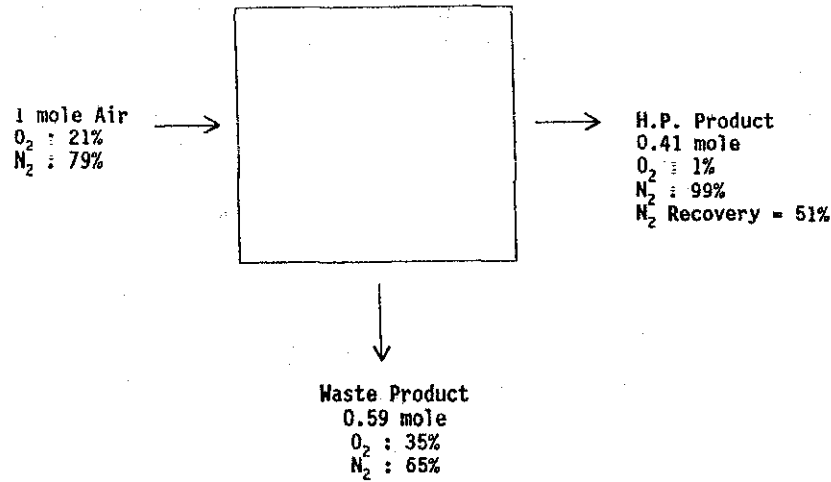 1 mole Air
O₂ : 21%
N₂ : 79%
H.P. Product
0.41 mole
O₂ : 1%
N₂ : 99%
N₂ Recovery = 51%
Waste Product
0.59 mole
O₂ : 35%
N₂ : 65%